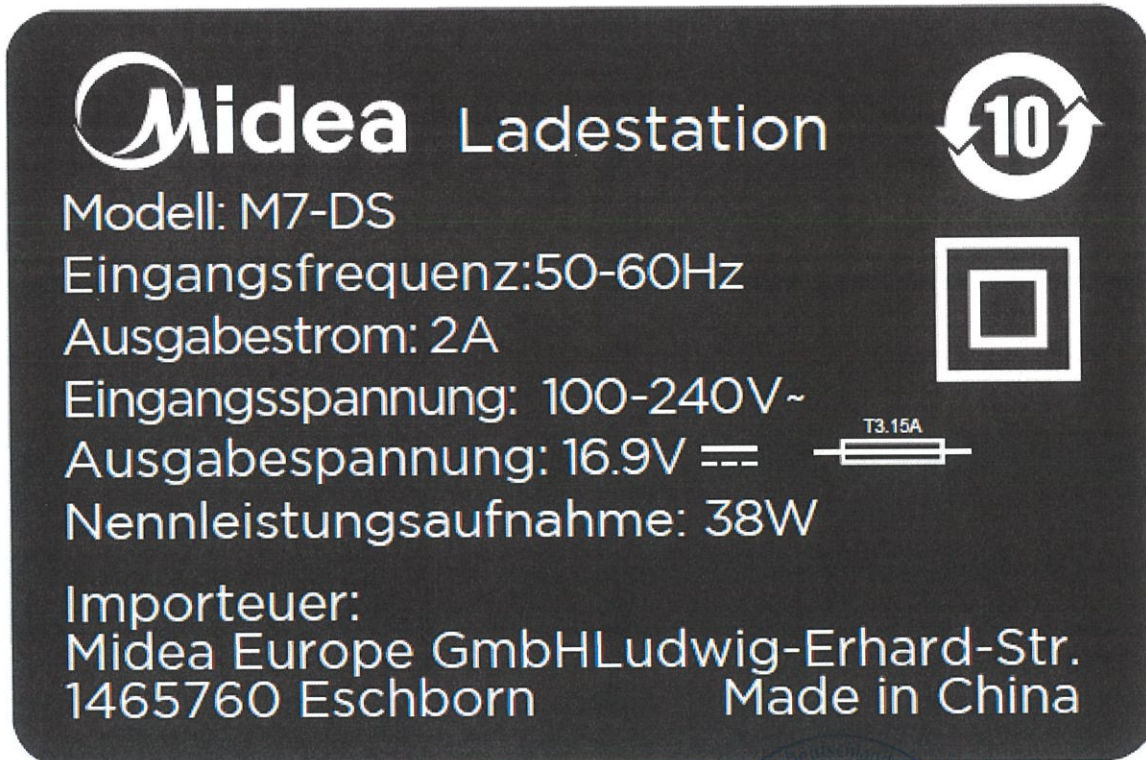 Midea Ladestation
10
Modell: M7-DS
Eingangsfrequenz:50-60Hz
Ausgabestrom: 2A
Eingangsspannung: 100-240V~
T3.15A
Ausgabespannung: 16.9V
Nennleistungsaufnahme: 38W
Importeuer:
Midea Europe GmbHLudwig-Erhard-Str.
1465760 Eschborn Made in China